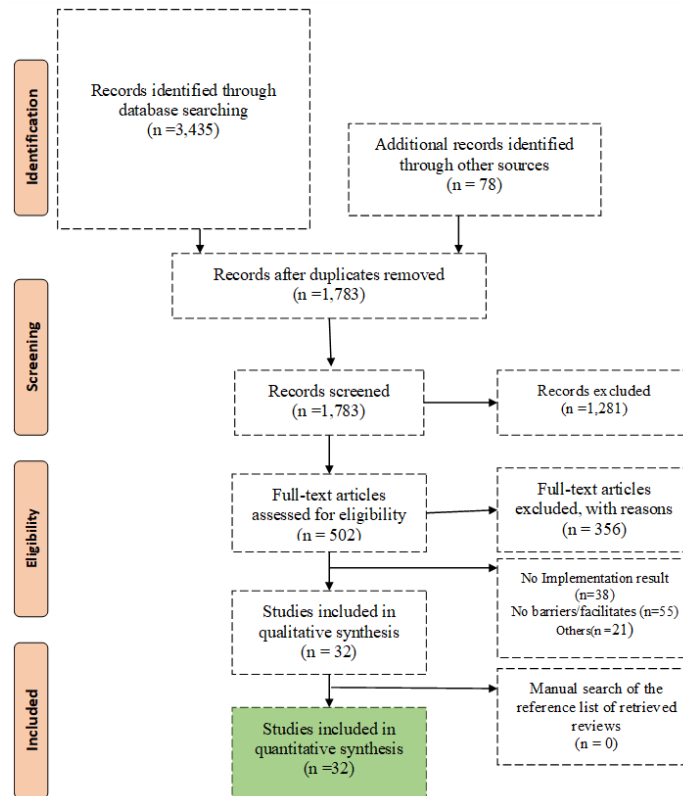 Identification
Records identified through
database searching
(n =3,435)
Additional records identified
through other sources
(n = 78)
Screening
Records after duplicates removed
(n =1,783)
Records screened
(n =1,783)
Records excluded
(n =1,281)
Eligibility
Full-text articles
assessed for eligibility
(n = 502)
Full-text articles
excluded, with reasons
(n = 356)
No Implementation result
(n=38)
No barriers/facilitates (n=55)
Others(n =21)
Studies included in
qualitative synthesis
(n = 32)
Included
Manual search of the
reference list of retrieved
reviews
(n = 0)
Studies included in
quantitative synthesis
(n =32)